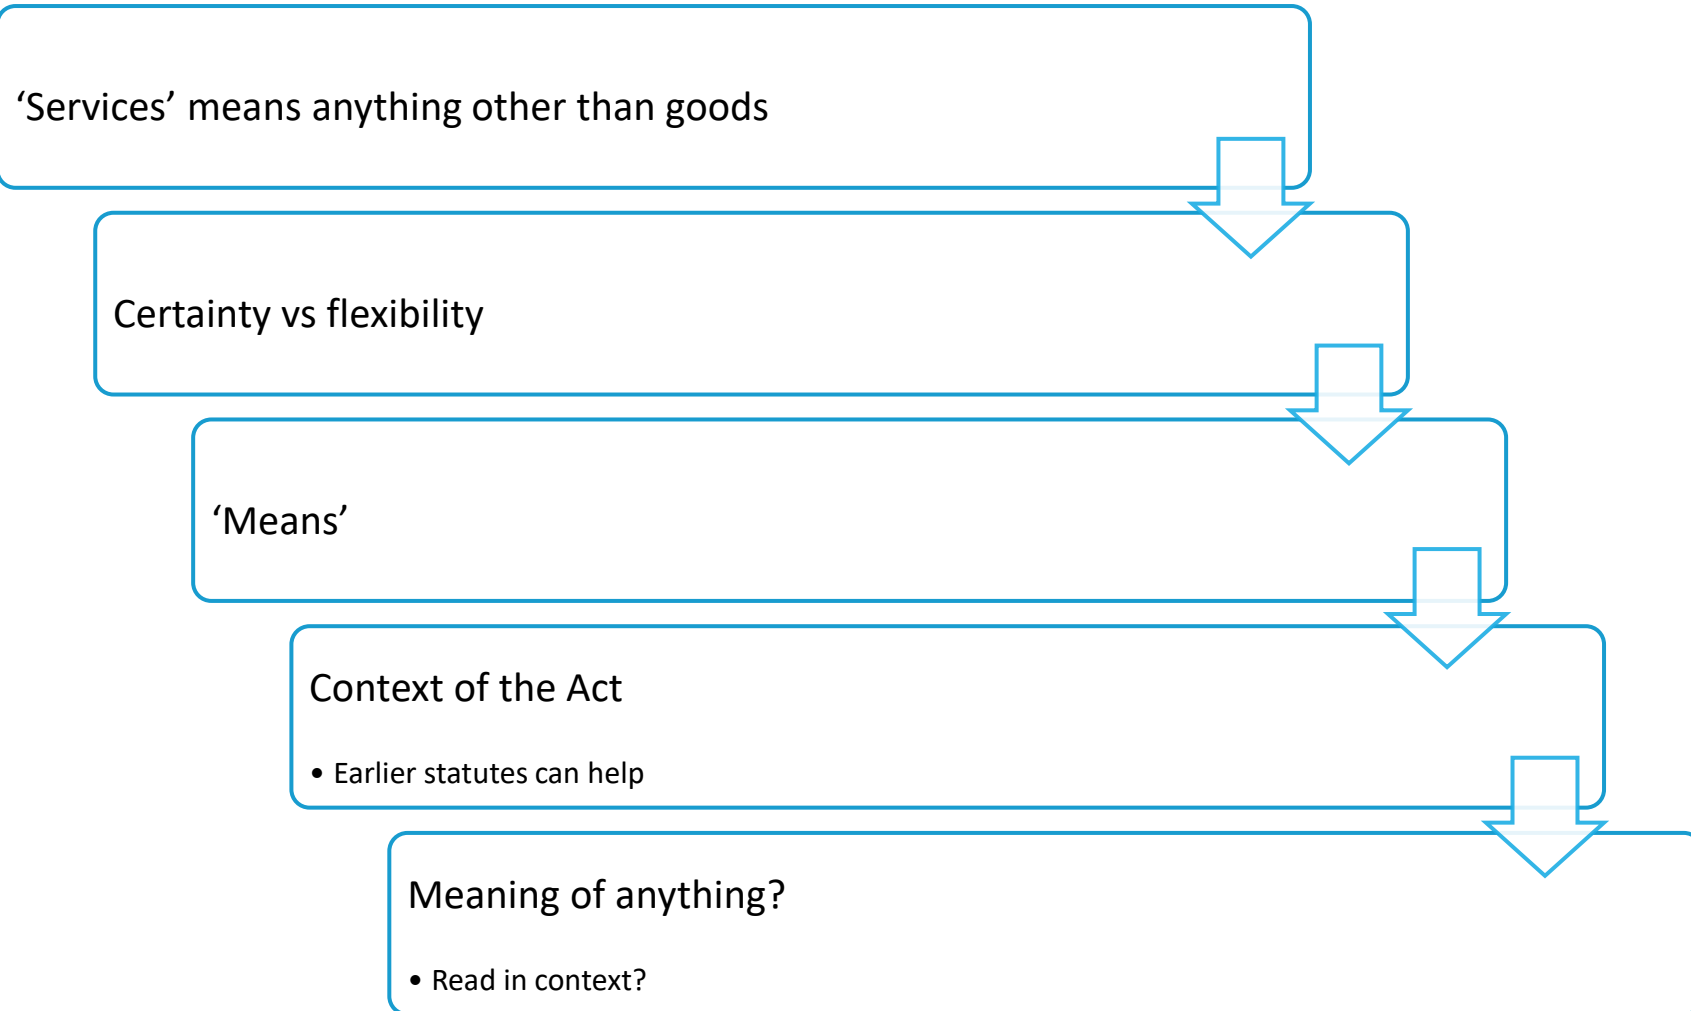 ‘Services’ means anything other than goods
Certainty vs flexibility
‘Means’
Context of the Act
• Earlier statutes can help
Meaning of anything?
• Read in context?